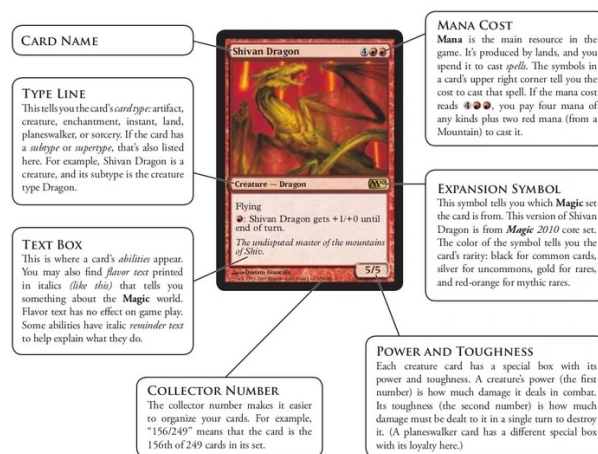 CARD NAME
TYPE LINE
This tells you the card's card type: artifact,
creature, enchantment, instant, land,
planeswalker, or sorcery. If the card has
a subtype or supertype, that's also listed
here. For example, Shivan Dragon is a
creature, and its subtype is the creature
type Dragon.
TEXT BOX
This is where a card's abilities appear.
You may also find flavor text printed
in italics (like this) that tells you
something about the Magic world.
Flavor text has no effect on game play.
Some abilities have italic reminder text
to help explain what they do.
Shivan Dragon 4
Creature — Dragon
Flying
: Shivan Dragon gets +1/+0 until
end of turn.
The undisputed master of the mountains
of Shiv.
Donato Giancola
5/5
MANA COST
Mana is the main resource in the
game. It's produced by lands, and you
spend it to cast spells. The symbols in
a card's upper right corner tell you the
cost to cast that spell. If the mana cost
reads 4, you pay four mana of
any kinds plus two red mana (from a
Mountain) to cast it.
EXPANSION SYMBOL
This symbol tells you which Magic set
the card is from. This version of Shivan
Dragon is from Magic 2010 core set.
The color of the symbol tells you the
card's rarity: black for common cards,
silver for uncommons, gold for rares,
and red-orange for mythic rares.
COLLECTOR NUMBER
The collector number makes it easier
to organize your cards. For example,
"156/249" means that the card is the
156th of 249 cards in its set.
POWER AND TOUGHNESS
Each creature card has a special box with its
power and toughness. A creature's power (the first
number) is how much damage it deals in combat.
Its toughness (the second number) is how much
damage must be dealt to it in a single turn to destroy
it. (A planeswalker card has a different special box
with its loyalty here.)